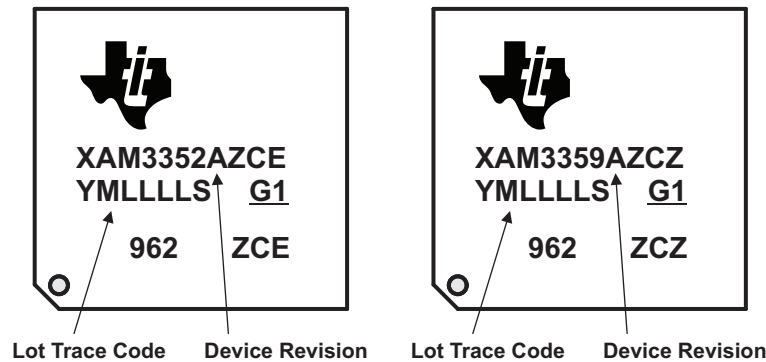 XAM3352AZCE
YMLLLLS G1
962 ZCE
Lot Trace Code Device Revision
XAM3359AZCZ
YMLLLLS G1
962 ZCZ
Lot Trace Code Device Revision